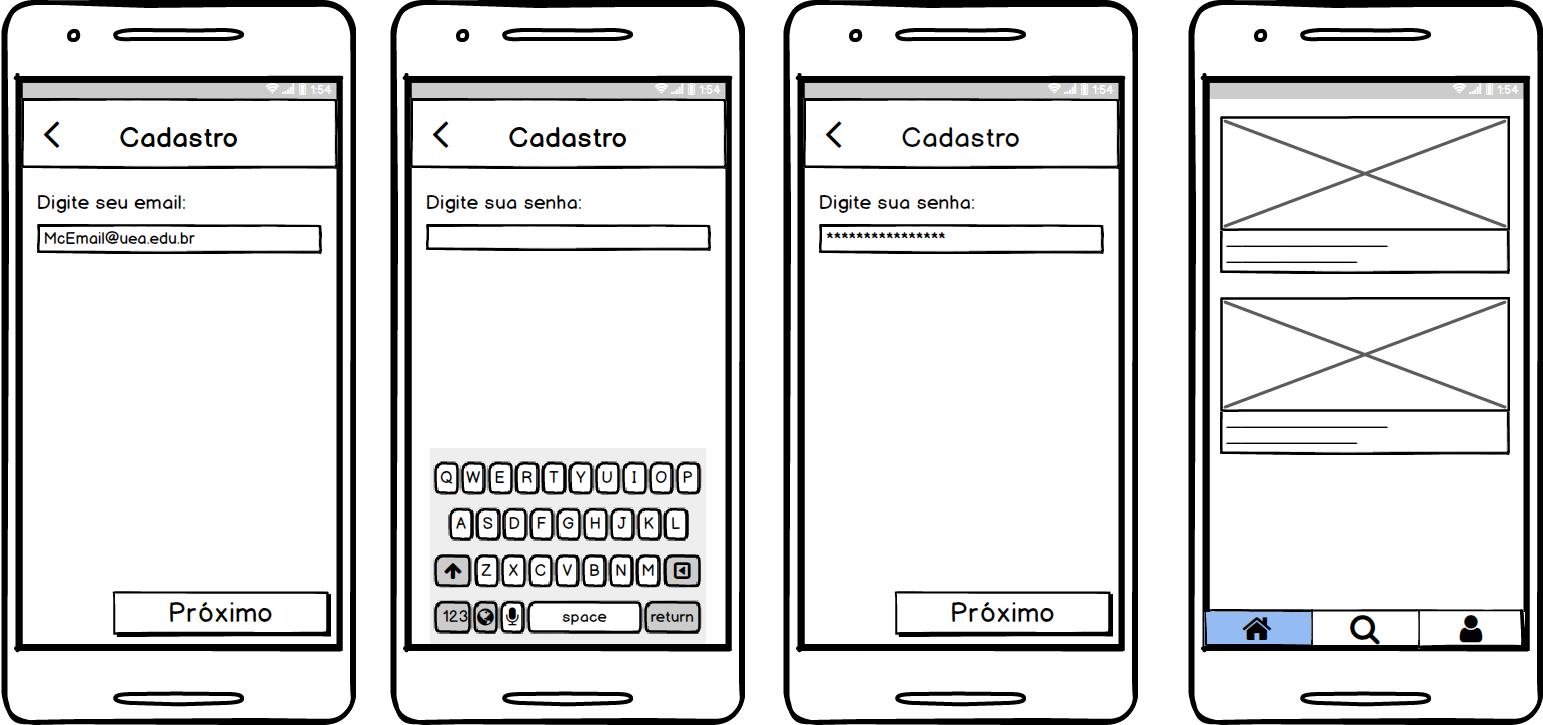 1:54
Cadastro
Digite seu email:
McEmail@uea.edu.br
Próximo
1:54
Cadastro
Digite sua senha:
Q W E R T Y U I O P
A S D F G H J K L
Z X C V B N M
123 space return
1:54
Cadastro
Digite sua senha:
****************
Próximo
1:54